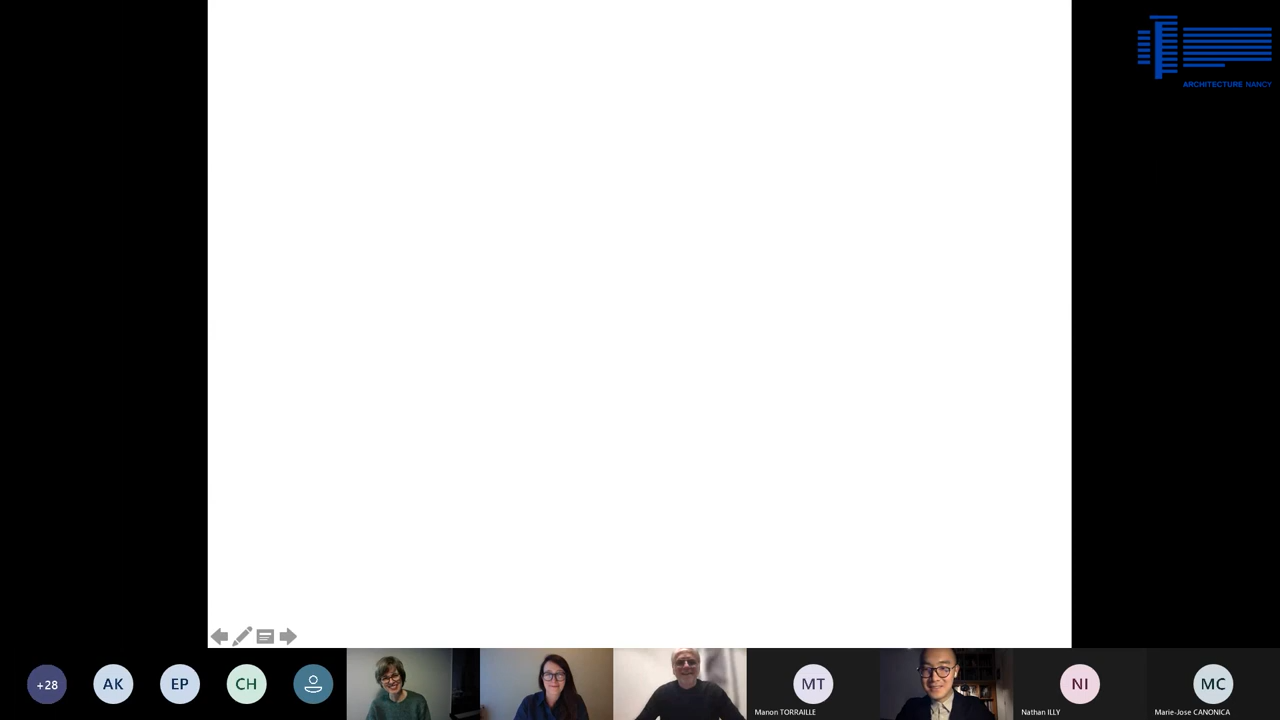 ARCHITECTURE NANCY
+28
AK
EP
CH
MT
Manon TORRAILLE
NI
Nathan ILLY
MC
Marie-Jose CANONICA